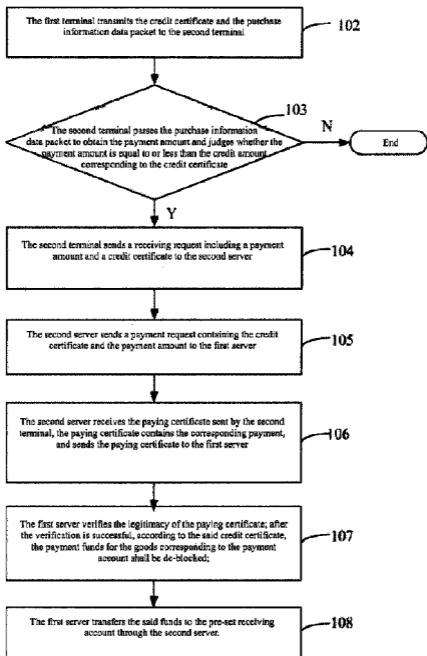 The first terminal transmits the credit certificate and the purchase
information data packet to the second terminal
102
103
The second terminal parses the purchase information
data packet to obtain the payment amount and judges whether the
payment amount is equal to or less than the credit amount
corresponding to the credit certificate
N
End
Y
The second terminal sends a receiving request including a payment
amount and a credit certificate to the second server
104
The second server sends a payment request containing the credit
certificate and the payment amount to the first server
105
The second server receives the paying certificate sent by the second
terminal, the paying certificate contains the corresponding payment,
and sends the paying certificate to the first server
106
The first server verifies the legitimacy of the paying certificate; after
the verification is successful, according to the said credit certificate,
the payment funds for the goods corresponding to the payment
account shall be de-blocked;
107
The first server transfers the said funds to the pre-set receiving
account through the second server.
108